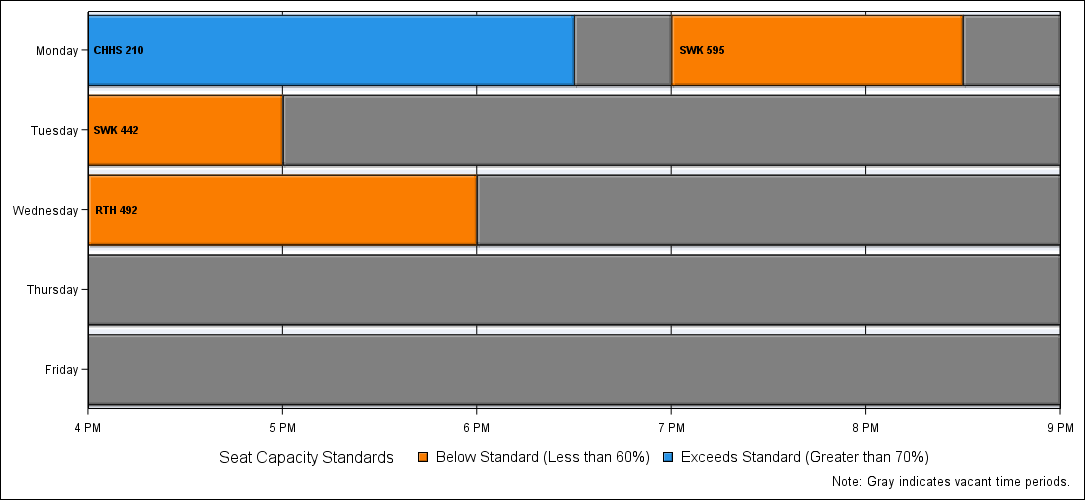 Monday CHHS 210 SWK 595
Tuesday SWK 442
Wednesday RTH 492
Thursday
Friday
4 PM 5 PM 6 PM 7 PM 8 PM 9 PM
Seat Capacity Standards Below Standard (Less than 60%) Exceeds Standard (Greater than 70%)
Note: Gray indicates vacant time periods.